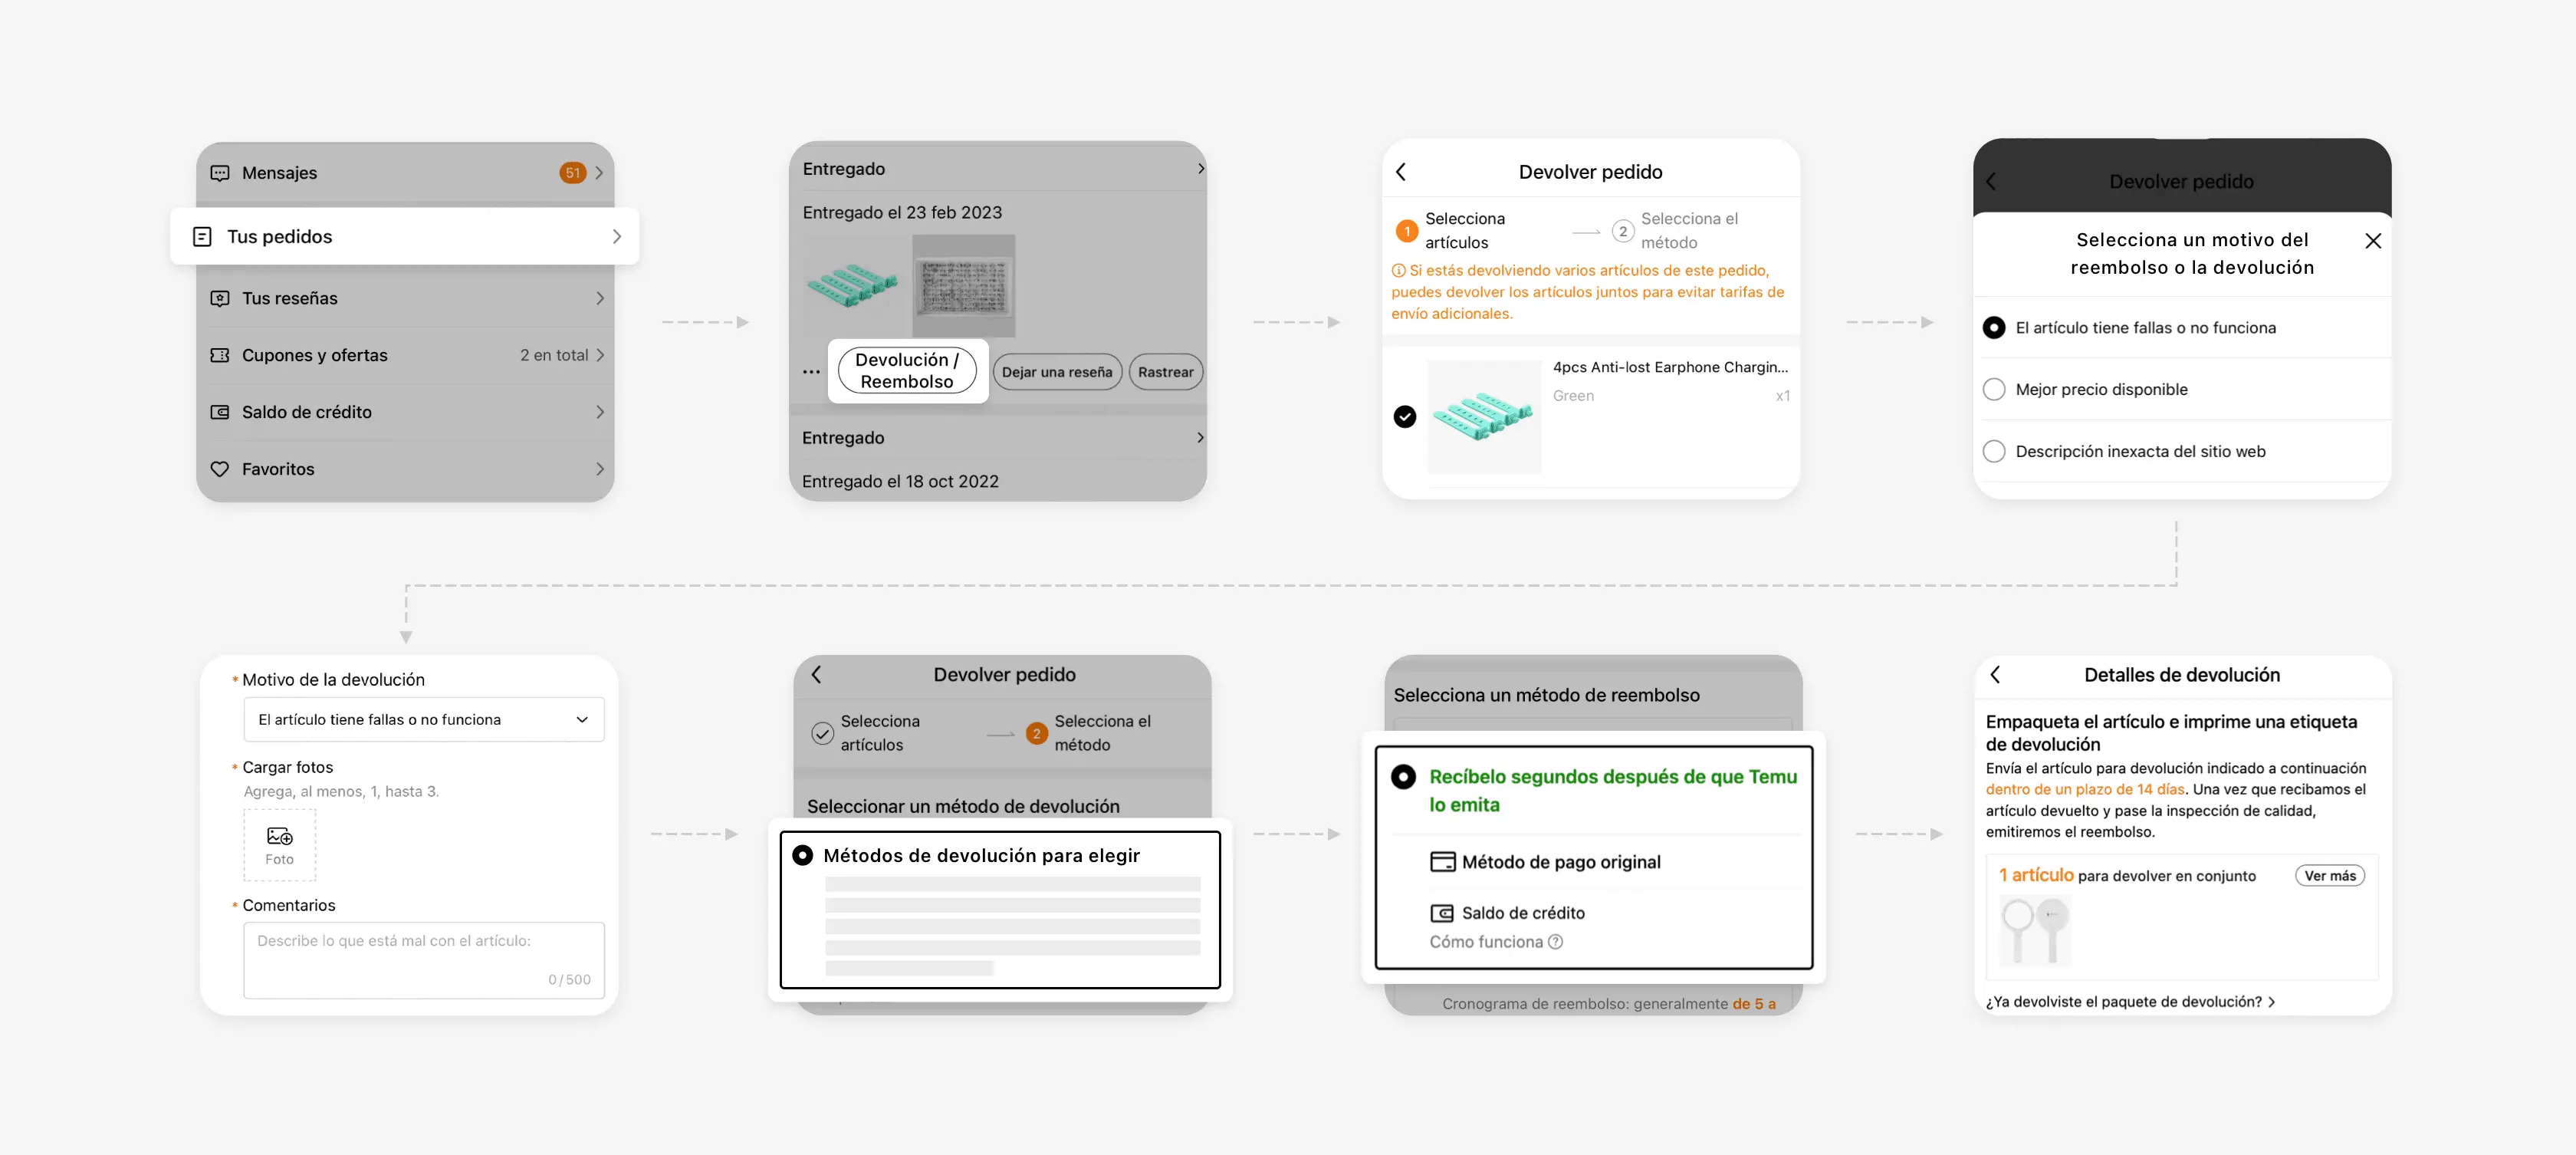 Mensajes
51
Tus pedidos
Tus reseñas
Cupones y ofertas
2 en total
Saldo de crédito
Favoritos
Entregado
Entregado el 23 feb 2023
Devolución /
Reembolso
Dejar una reseña
Rastrear
Entregado
Entregado el 18 oct 2022
Devolver pedido
1
Selecciona
artículos
2
Selecciona el
método
Si estás devolviendo varios artículos de este pedido,
puedes devolver los artículos juntos para evitar tarifas de
envío adicionales.
4pcs Anti-lost Earphone Chargin...
Green
x1
Devolver pedido
Selecciona un motivo del
reembolso o la devolución
El artículo tiene fallas o no funciona
Mejor precio disponible
Descripción inexacta del sitio web
* Motivo de la devolución
El artículo tiene fallas o no funciona
* Cargar fotos
Agrega, al menos, 1, hasta 3.
Foto
* Comentarios
Describe lo que está mal con el artículo:
0/500
Devolver pedido
Selecciona
artículos
2
Selecciona el
método
Seleccionar un método de devolución
Métodos de devolución para elegir
Selecciona un método de reembolso
Recíbelo segundos después de que Temu
lo emita
Método de pago original
Saldo de crédito
Cómo funciona
Cronograma de reembolso: generalmente de 5 a
Detalles de devolución
Empaqueta el artículo e imprime una etiqueta
de devolución
Envía el artículo para devolución indicado a continuación
dentro de un plazo de 14 días. Una vez que recibamos el
artículo devuelto y pase la inspección de calidad,
emitiremos el reembolso.
1 artículo para devolver en conjunto
Ver más
¿Ya devolviste el paquete de devolución?